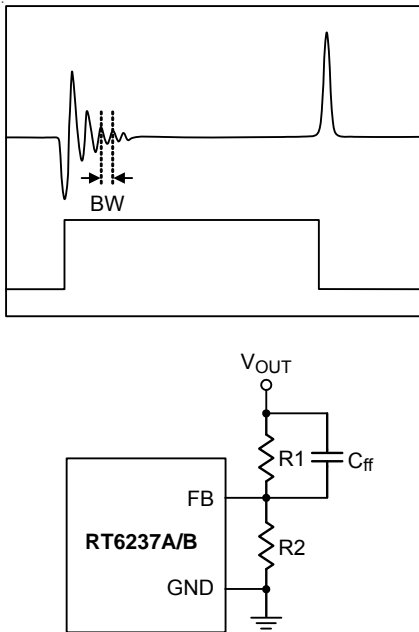 BW
VOUT
R1
Cff
FB
RT6237A/B
R2
GND